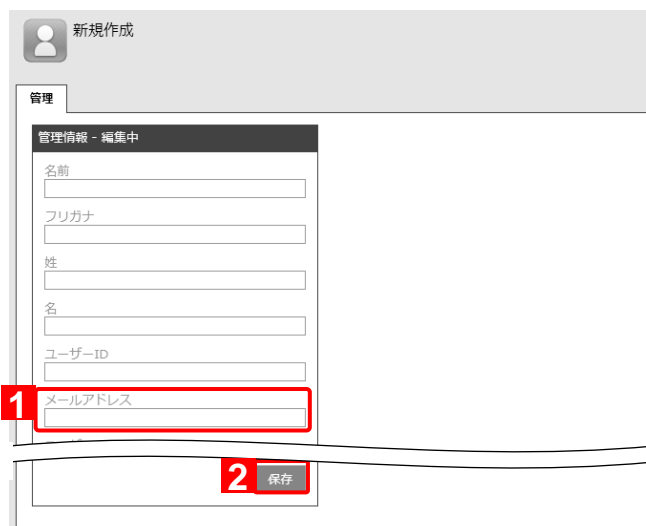 新規作成
管理
管理情報 - 編集中
名前
フリガナ
姓
名
ユーザーID
1
メールアドレス
2
保存